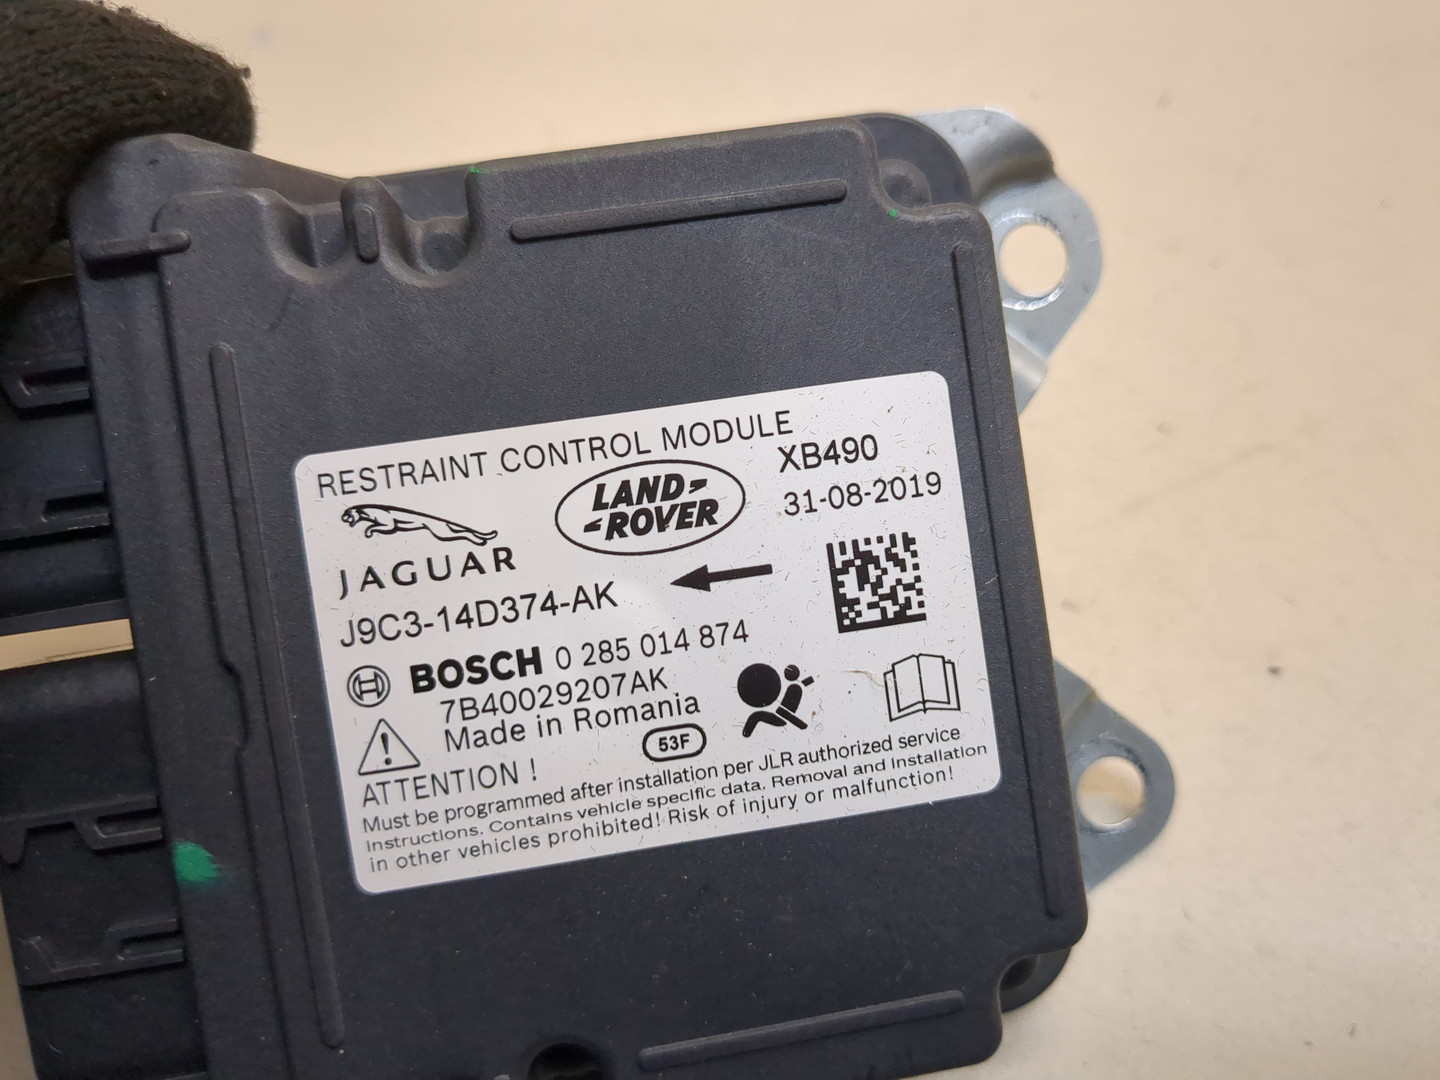 RESTRAINT CONTROL MODULE
XB490
31-08-2019
LAND-
-ROVER
JAGUAR
J9C3-14D374-AK
BOSCH 0 285 014 874
7B40029207AK
Made in Romania
53F
ATTENTION !
Must be programmed after installation per JLR authorized service
Instructions. Contains vehicle specific data. Removal and Installation
in other vehicles prohibited! Risk of injury or malfunction!